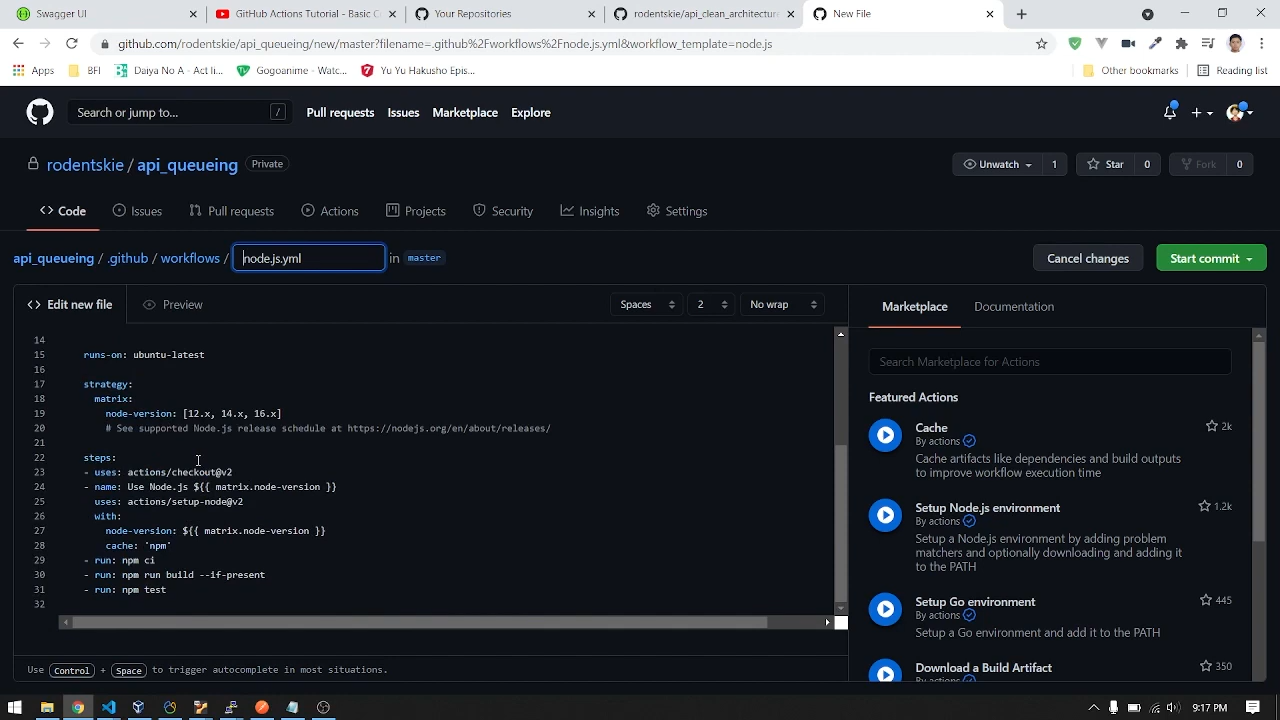 Swagger UI
GitHub Actions Tutorial - Basic C
Your Repositories
rodentskie/api_clean_architecture
New File
github.com/rodentskie/api_queueing/new/master?filename=.github%2Fworkflows%2Fnode.js.yml&workflow_template=node.js
Apps
BFI
Daiya No A - Act Ii...
Gogoanime - Watc...
Yu Yu Hakusho Epis...
Other bookmarks
Reading list
Search or jump to...
/
Pull requests
Issues
Marketplace
Explore
rodentskie / api_queueing
Private
Unwatch
1
Star
0
Fork
0
Code
Issues
Pull requests
Actions
Projects
Security
Insights
Settings
api_queueing / .github / workflows / node.js.yml in master
Cancel changes
Start commit
Edit new file
Preview
Spaces
2
No wrap
14
15 runs-on: ubuntu-latest
16
17 strategy:
18 matrix:
19 node-version: [12.x, 14.x, 16.x]
20 # See supported Node.js release schedule at https://nodejs.org/en/about/releases/
21
22 steps:
23 - uses: actions/checkout@v2
24 - name: Use Node.js ${{ matrix.node-version }}
25 uses: actions/setup-node@v2
26 with:
27 node-version: ${{ matrix.node-version }}
28 cache: 'npm'
29 - run: npm ci
30 - run: npm run build --if-present
31 - run: npm test
32
Use Control + Space to trigger autocomplete in most situations.
Marketplace
Documentation
Search Marketplace for Actions
Featured Actions
Cache
2k
By actions
Cache artifacts like dependencies and build outputs
to improve workflow execution time
Setup Node.js environment
1.2k
By actions
Setup a Node.js environment by adding problem
matchers and optionally downloading and adding it
to the PATH
Setup Go environment
445
By actions
Setup a Go environment and add it to the PATH
Download a Build Artifact
350
By actions
9:17 PM